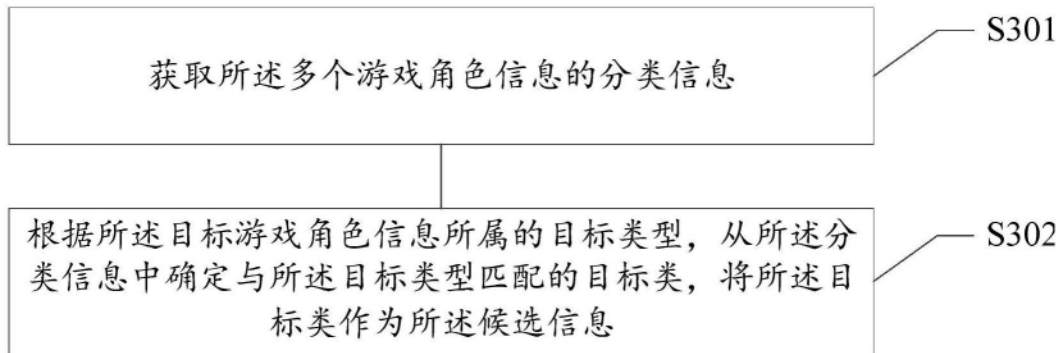 获取所述多个游戏角色信息的分类信息
S301
根据所述目标游戏角色信息所属的目标类型，从所述分
类信息中确定与所述目标类型匹配的目标类，将所述目
标类作为所述候选信息
S302